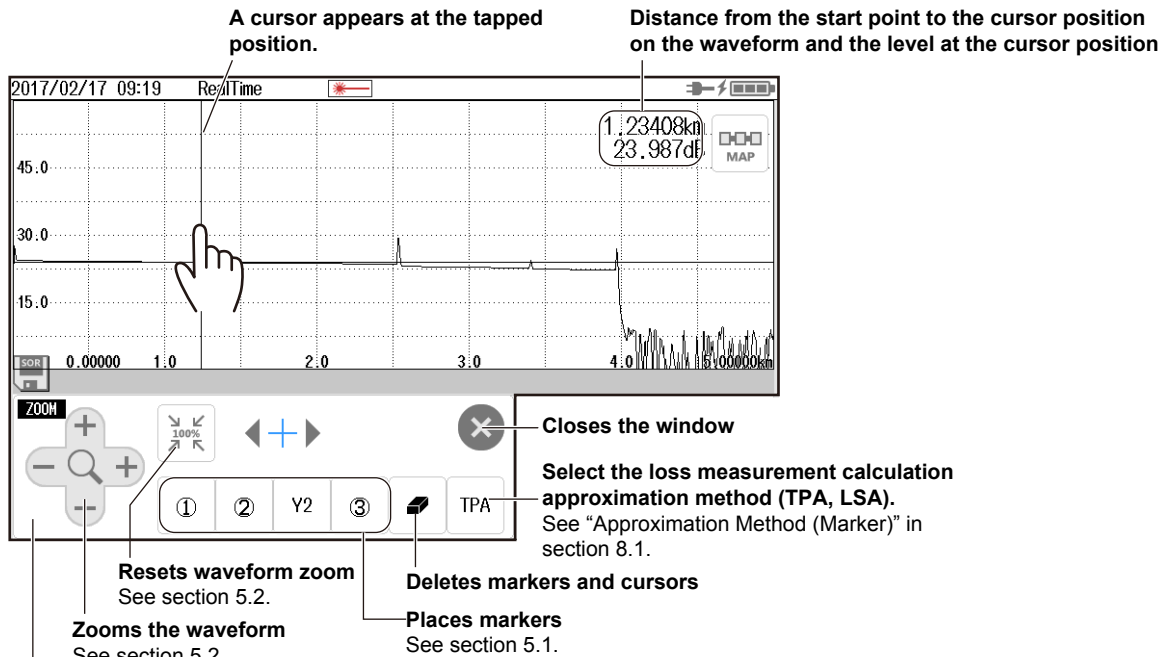 A cursor appears at the tapped
position.
Distance from the start point to the cursor position
on the waveform and the level at the cursor position
2017/02/17 09:19 RealTime
1.23408km
23.987dB
MAP
45.0
30.0
15.0
SOR
0.00000 1.0 2.0 3.0 4.0 5.00000km
ZOOM
100%
① ② Y2 ③ TPA
Closes the window
Select the loss measurement calculation
approximation method (TPA, LSA).
See “Approximation Method (Marker)” in
section 8.1.
Resets waveform zoom
See section 5.2.
Deletes markers and cursors
Zooms the waveform
See section 5.2
Places markers
See section 5.1.